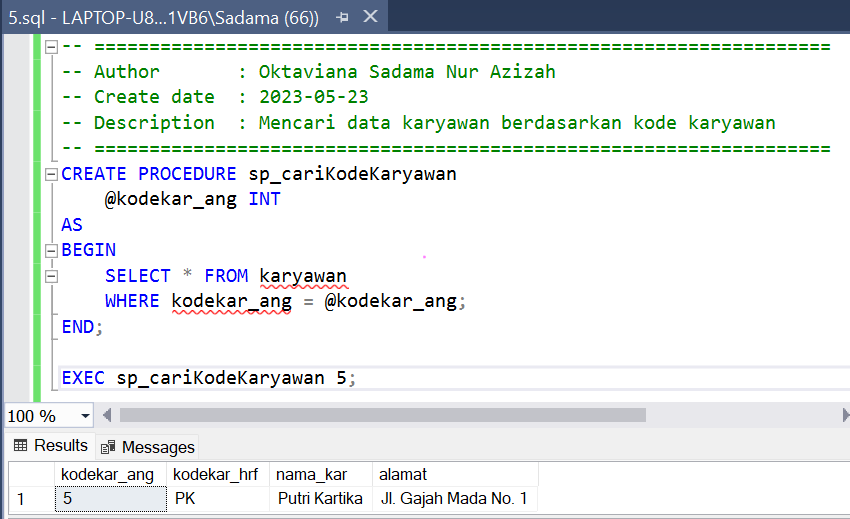 5.sql - LAPTOP-U8...1VB6\Sadama (66))
-- ====================================================================
-- Author : Oktaviana Sadama Nur Azizah
-- Create date : 2023-05-23
-- Description : Mencari data karyawan berdasarkan kode karyawan
-- ====================================================================
CREATE PROCEDURE sp_cariKodeKaryawan
@kodekar_ang INT
AS
BEGIN
SELECT * FROM karyawan
WHERE kodekar_ang = @kodekar_ang;
END;
EXEC sp_cariKodeKaryawan 5;
100 %
Results Messages
kodekar_ang kodekar_hrf nama_kar alamat
1 5 PK Putri Kartika Jl. Gajah Mada No. 1